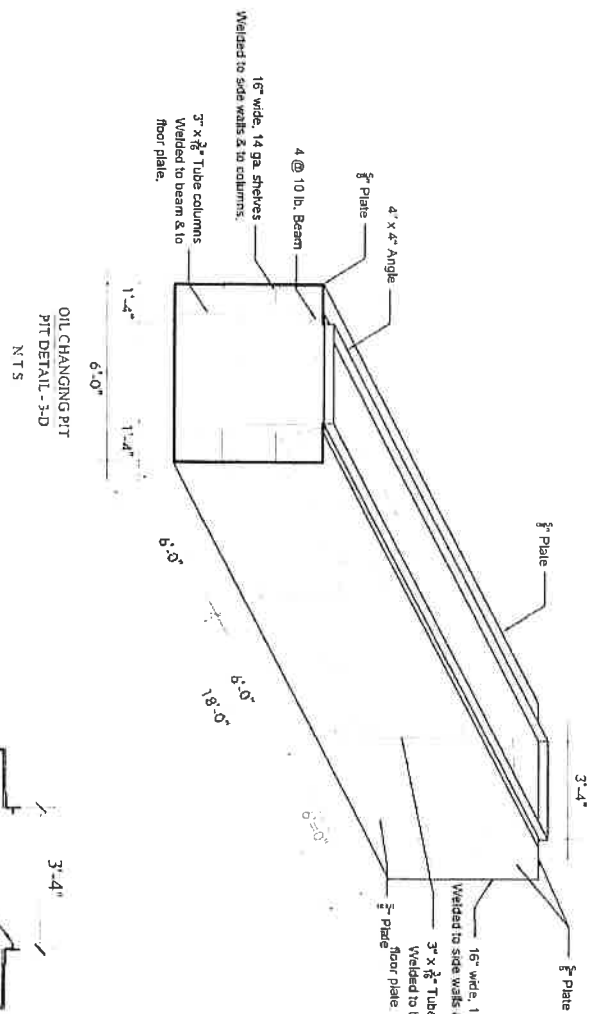 5/8" Plate
3'-4"
5/8" Plate
4" x 4" Angle
5/8" Plate
4 @ 10 lb. Beam
16" wide, 14 ga. shelves
Welded to side walls & to columns.
3" x 3/16" Tube columns
Welded to beam & to
floor plate.
16" wide, 1
Welded to side walls
3" x 3/16" Tube
Welded to
floor plate.
5/8" Plate
1'-4"
1'-4"
6'-0"
6'-0"
6'-0"
6'-0"
18'-0"
OIL CHANGING PIT
PIT DETAIL - 3-D
N T S
3'-4"